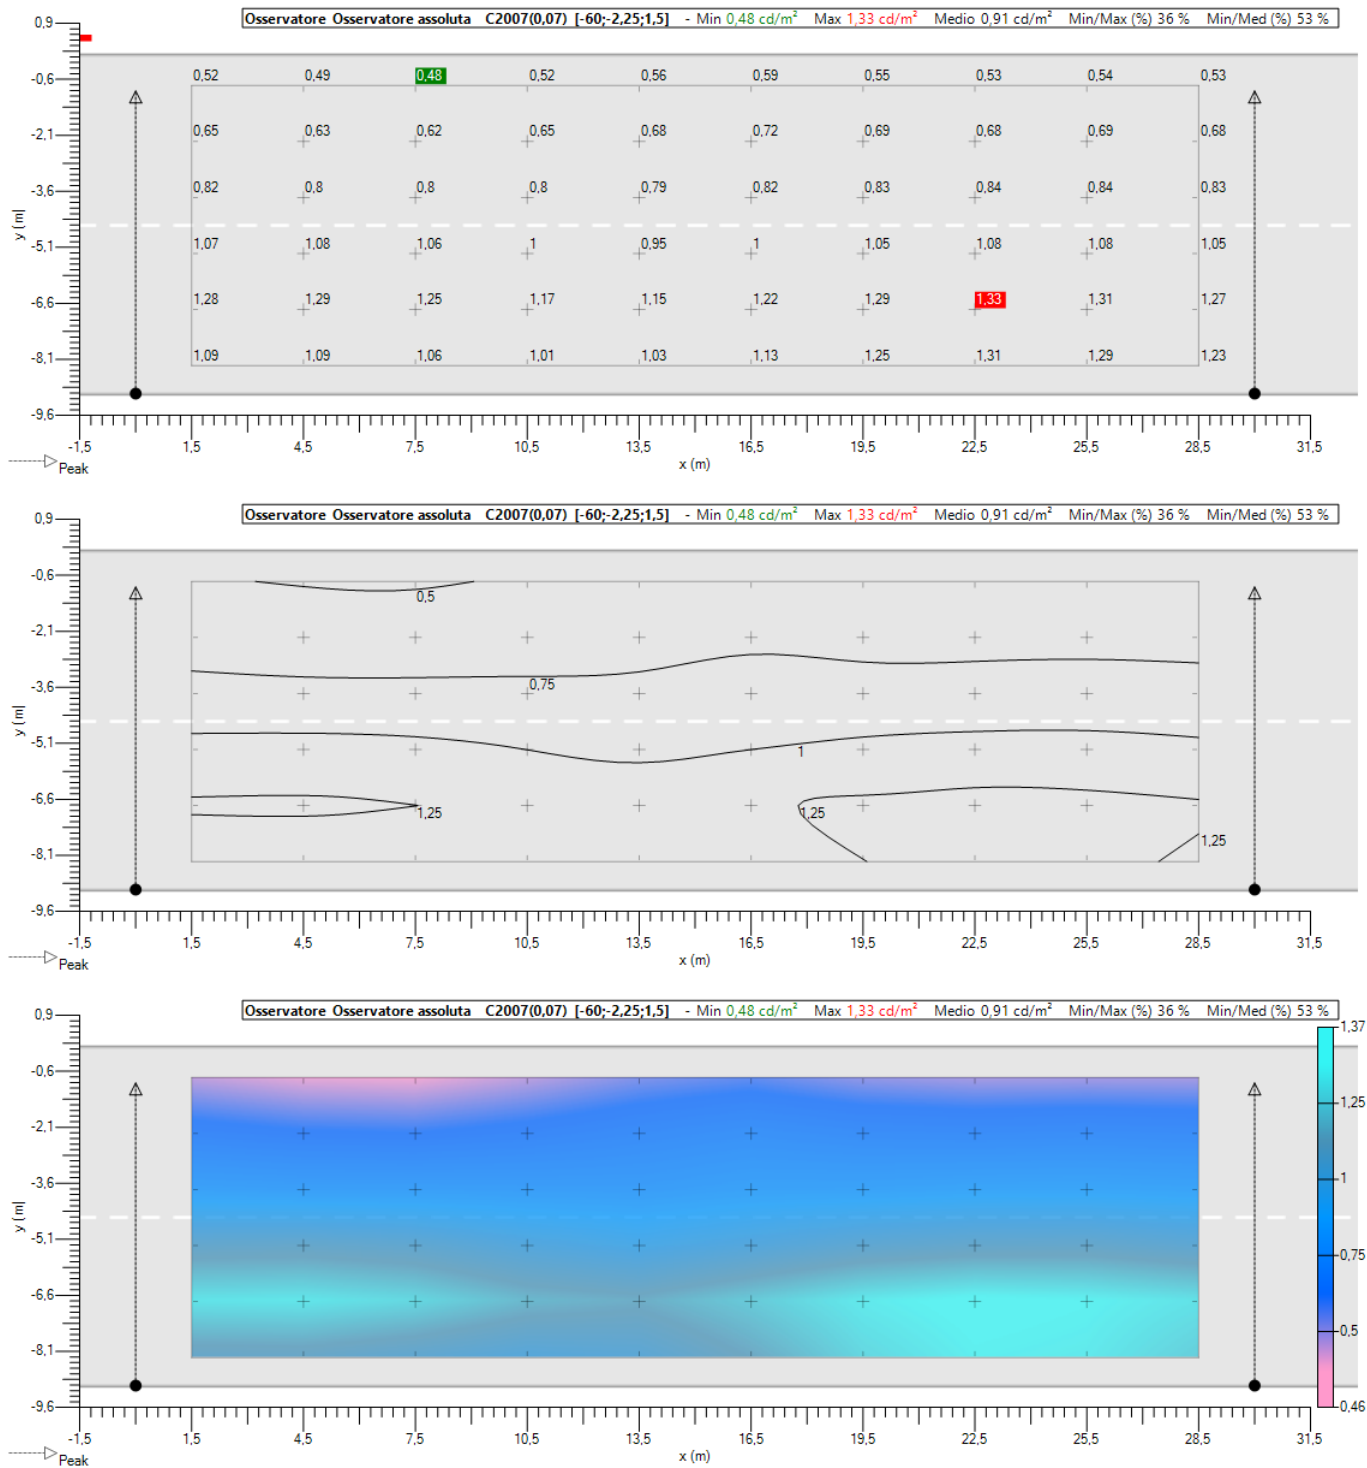 Osservatore Osservatore assoluta C2007(0,07) [-60;-2,25;1,5] - Min 0,48 cd/m² Max 1,33 cd/m² Medio 0,91 cd/m² Min/Max (%) 36 % Min/Med (%) 53 %
0,9
-0,6
-2,1
-3,6
-5,1
-6,6
-8,1
-9,6
y (m|
0,52 0,49 0,48 0,52 0,56 0,59 0,55 0,53 0,54 0,53
0,65 0,63 0,62 0,65 0,68 0,72 0,69 0,68 0,69 0,68
0,82 0,8 0,8 0,8 0,79 0,82 0,83 0,84 0,84 0,83
1,07 1,08 1,06 1 0,95 1 1,05 1,08 1,08 1,05
1,28 1,29 1,25 1,17 1,15 1,22 1,29 1,33 1,31 1,27
1,09 1,09 1,06 1,01 1,03 1,13 1,25 1,31 1,29 1,23
-1,5 1,5 4,5 7,5 10,5 13,5 16,5 19,5 22,5 25,5 28,5 31,5
Peak
x (m)
Osservatore Osservatore assoluta C2007(0,07) [-60;-2,25;1,5] - Min 0,48 cd/m² Max 1,33 cd/m² Medio 0,91 cd/m² Min/Max (%) 36 % Min/Med (%) 53 %
0,9
-0,6
-2,1
-3,6
-5,1
-6,6
-8,1
-9,6
y (m|
0,5
0,75
1
1,25 1,25
1,25
-1,5 1,5 4,5 7,5 10,5 13,5 16,5 19,5 22,5 25,5 28,5 31,5
Peak
x (m)
Osservatore Osservatore assoluta C2007(0,07) [-60;-2,25;1,5] - Min 0,48 cd/m² Max 1,33 cd/m² Medio 0,91 cd/m² Min/Max (%) 36 % Min/Med (%) 53 %
0,9
-0,6
-2,1
-3,6
-5,1
-6,6
-8,1
-9,6
y (m|
1,37
1,25
1
0,75
0,5
0,46
-1,5 1,5 4,5 7,5 10,5 13,5 16,5 19,5 22,5 25,5 28,5 31,5
Peak
x (m)